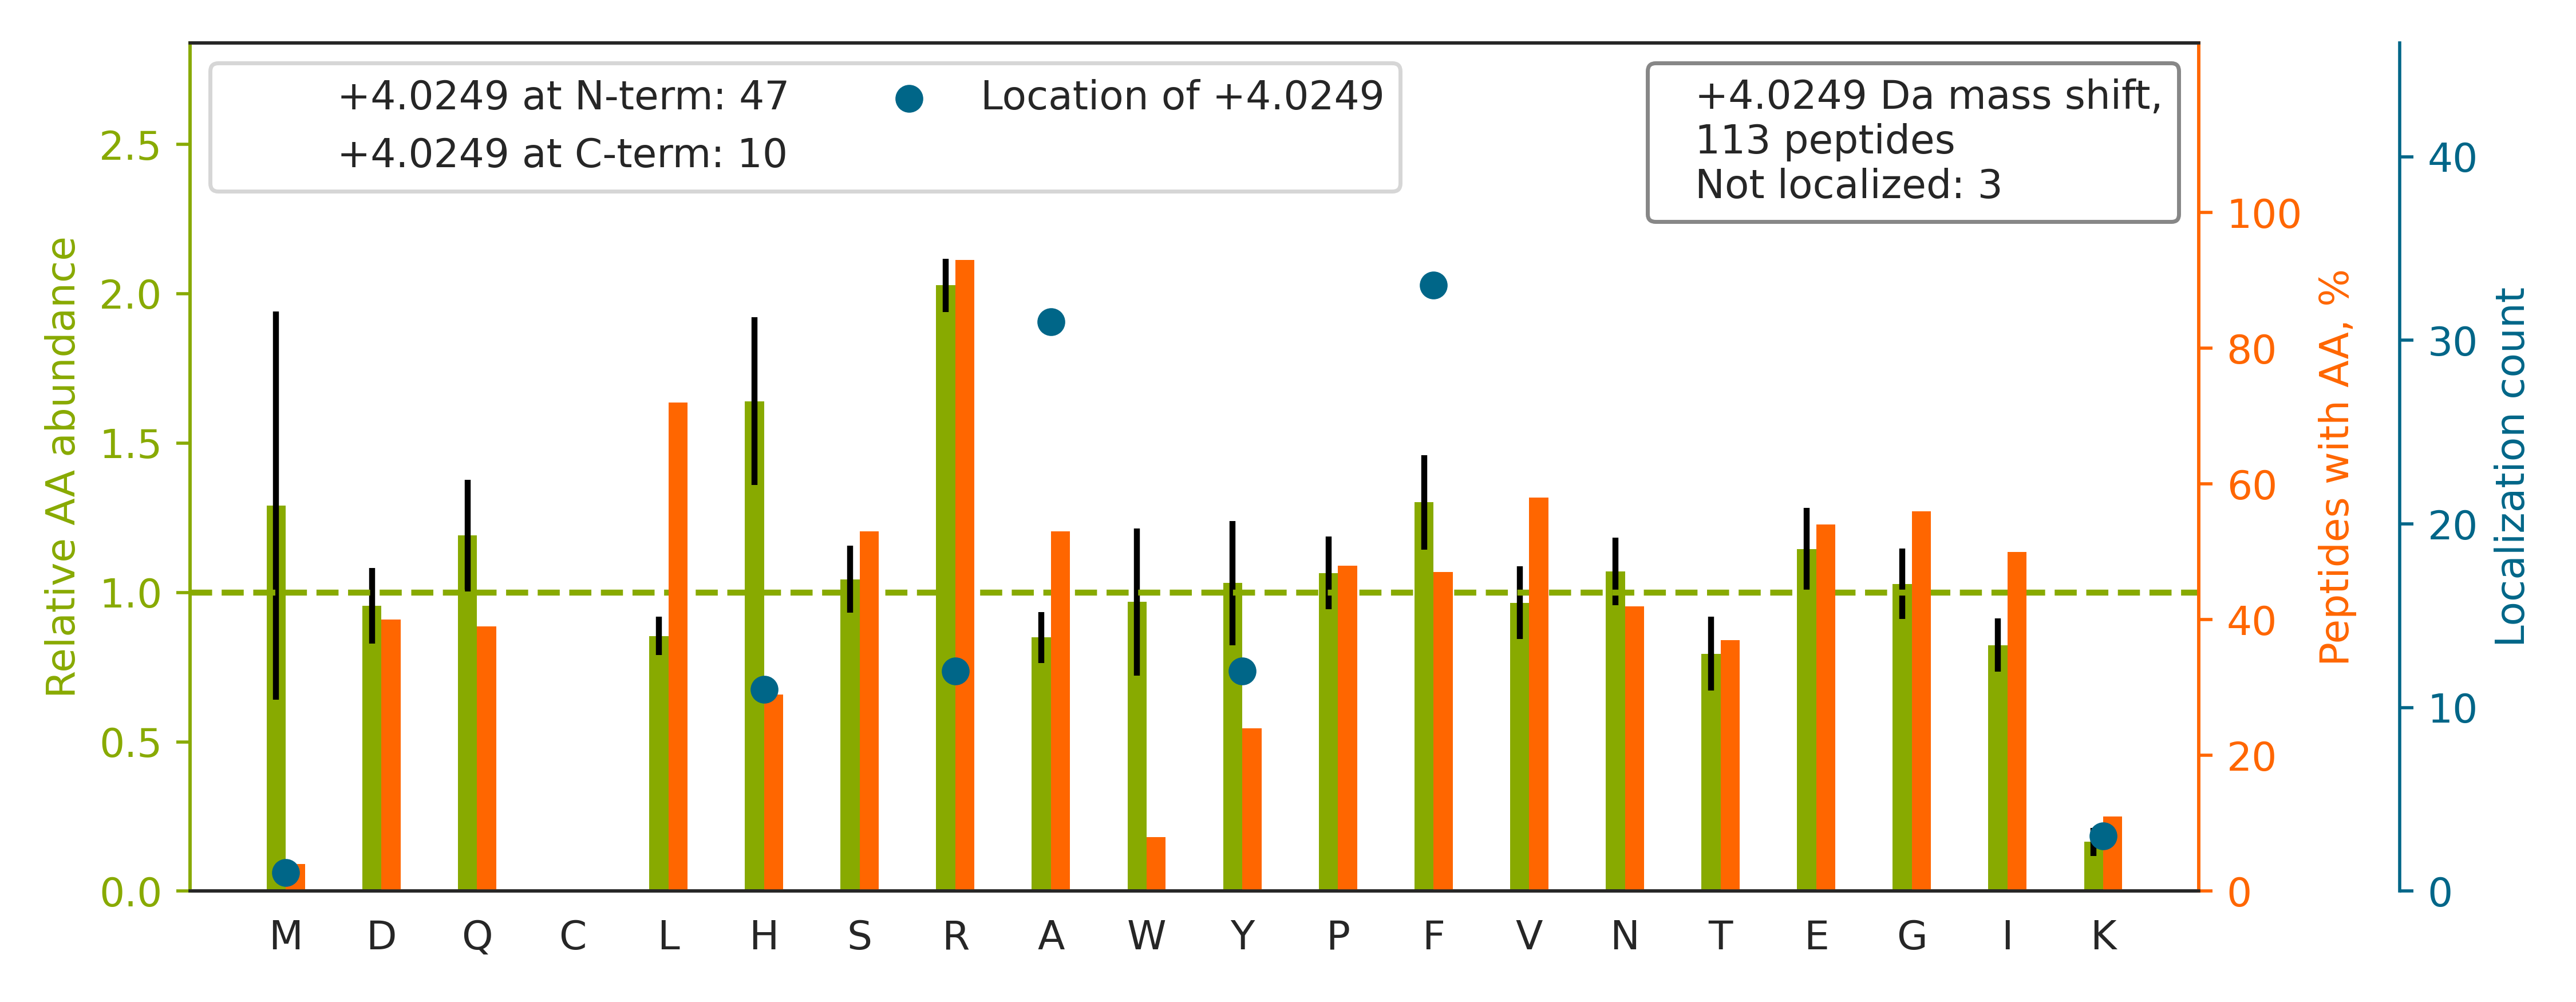 +4.0249 at N-term: 47
+4.0249 at C-term: 10
Location of +4.0249
+4.0249 Da mass shift,
113 peptides
Not localized: 3
Relative AA abundance
2.5
2.0
1.5
1.0
0.5
0.0
M D Q C L H S R A W Y P F V N T E G I K
100
80
60
40
20
0
Peptides with AA, %
40
30
20
10
0
Localization count